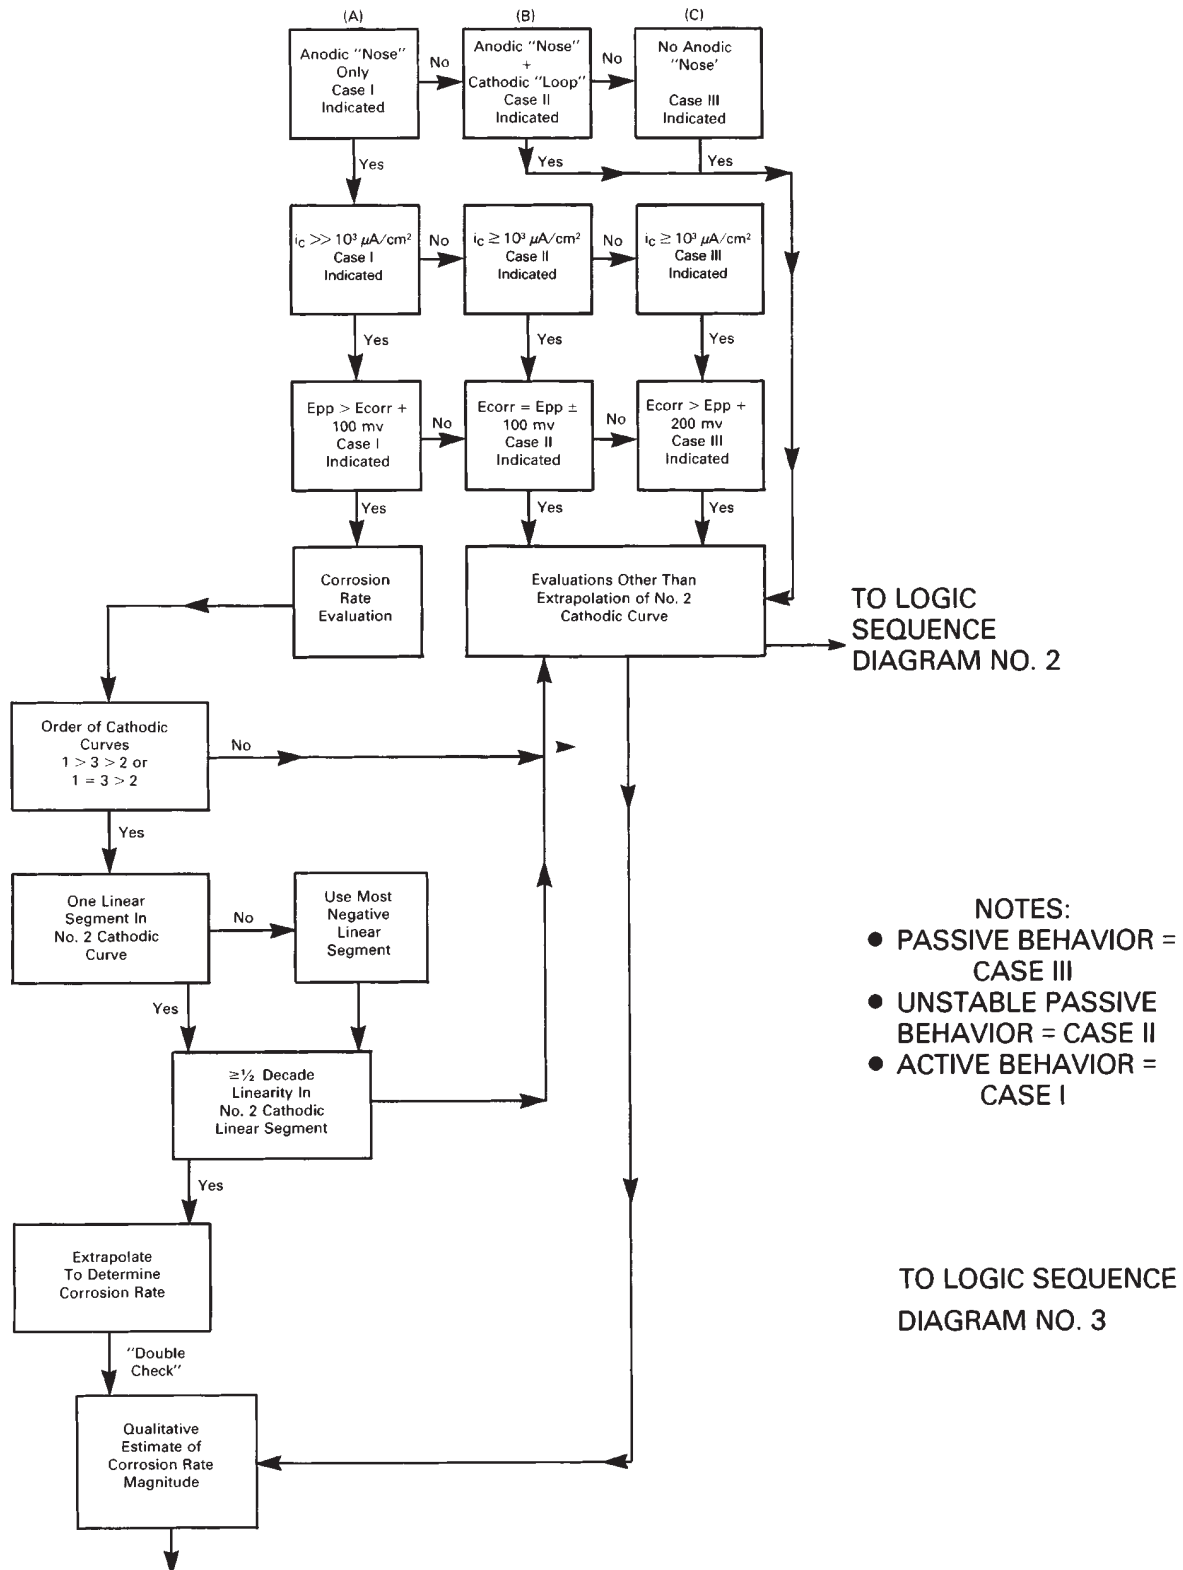 (A)
(B)
(C)
Anodic "Nose"
Only
Case I
Indicated
No
Anodic "Nose"
+
Cathodic "Loop"
Case II
Indicated
No
No Anodic
"Nose'
Case III
Indicated
Yes
Yes
Yes
ic >> 10³ μA/cm²
Case I
Indicated
No
ic ≥ 10³ μA/cm²
Case II
Indicated
No
ic ≥ 10³ μA/cm²
Case III
Indicated
Yes
Yes
Yes
Epp > Ecorr +
100 mv
Case I
Indicated
No
Ecorr = Epp ±
100 mv
Case II
Indicated
No
Ecorr > Epp +
200 mv
Case III
Indicated
Yes
Yes
Yes
Corrosion
Rate
Evaluation
Evaluations Other Than
Extrapolation of No. 2
Cathodic Curve
TO LOGIC
SEQUENCE
DIAGRAM NO. 2
Order of Cathodic
Curves
1 > 3 > 2 or
1 = 3 > 2
No
Yes
One Linear
Segment In
No. 2 Cathodic
Curve
No
Use Most
Negative
Linear
Segment
Yes
≥½ Decade
Linearity In
No. 2 Cathodic
Linear Segment
Yes
NOTES:
● PASSIVE BEHAVIOR =
CASE III
● UNSTABLE PASSIVE
BEHAVIOR = CASE II
● ACTIVE BEHAVIOR =
CASE I
Extrapolate
To Determine
Corrosion Rate
TO LOGIC SEQUENCE
DIAGRAM NO. 3
"Double
Check"
Qualitative
Estimate of
Corrosion Rate
Magnitude